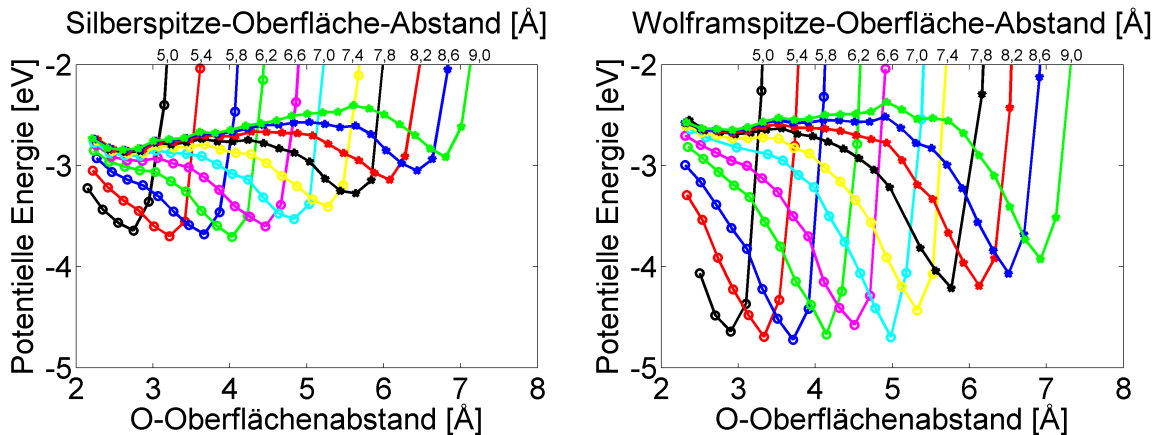 Silberspitze-Oberfläche-Abstand [Å]
5,0 5,4 5,8 6,2 6,6 7,0 7,4 7,8 8,2 8,6 9,0
-2
-3
-4
-5
Potentielle Energie [eV]
2 3 4 5 6 7 8
O-Oberflächenabstand [Å]
Wolframspitze-Oberfläche-Abstand [Å]
5,0 5,4 5,8 6,2 6,6 7,0 7,4 7,8 8,2 8,6 9,0
-2
-3
-4
-5
Potentielle Energie [eV]
2 3 4 5 6 7 8
O-Oberflächenabstand [Å]